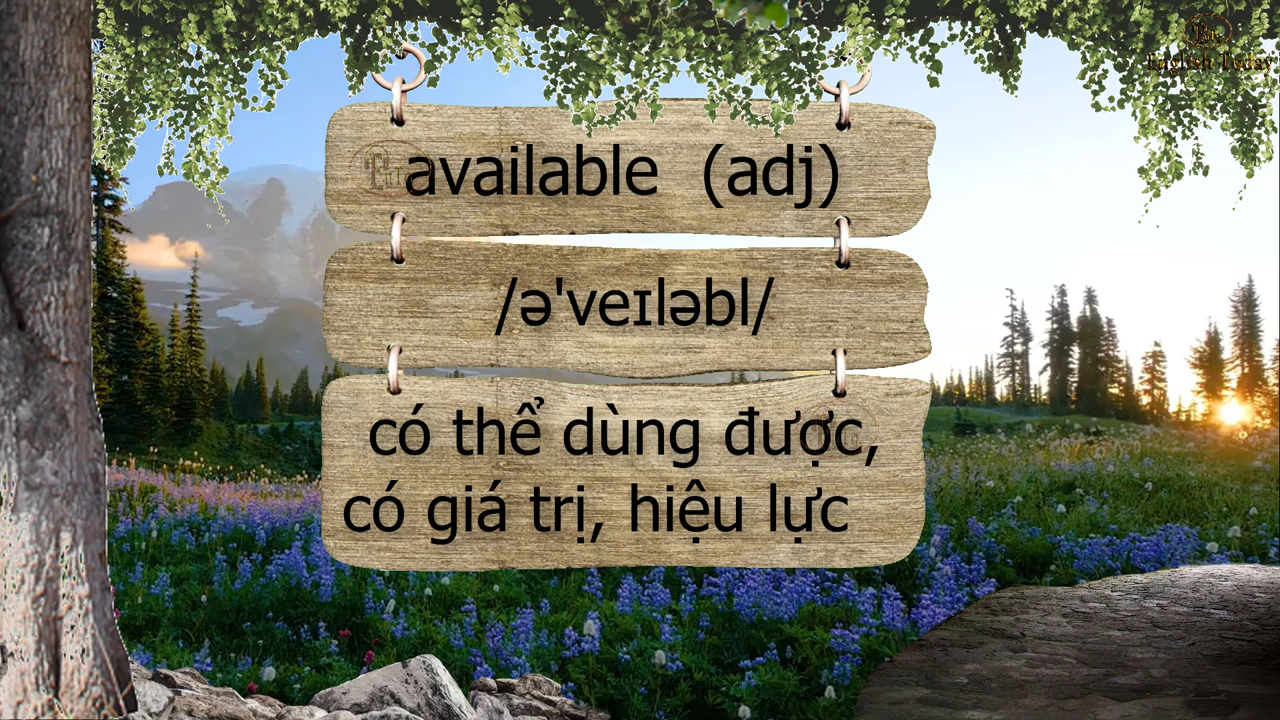 English Today
available (adj)
/ə'veɪləbl/
có thể dùng được,
có giá trị, hiệu lực